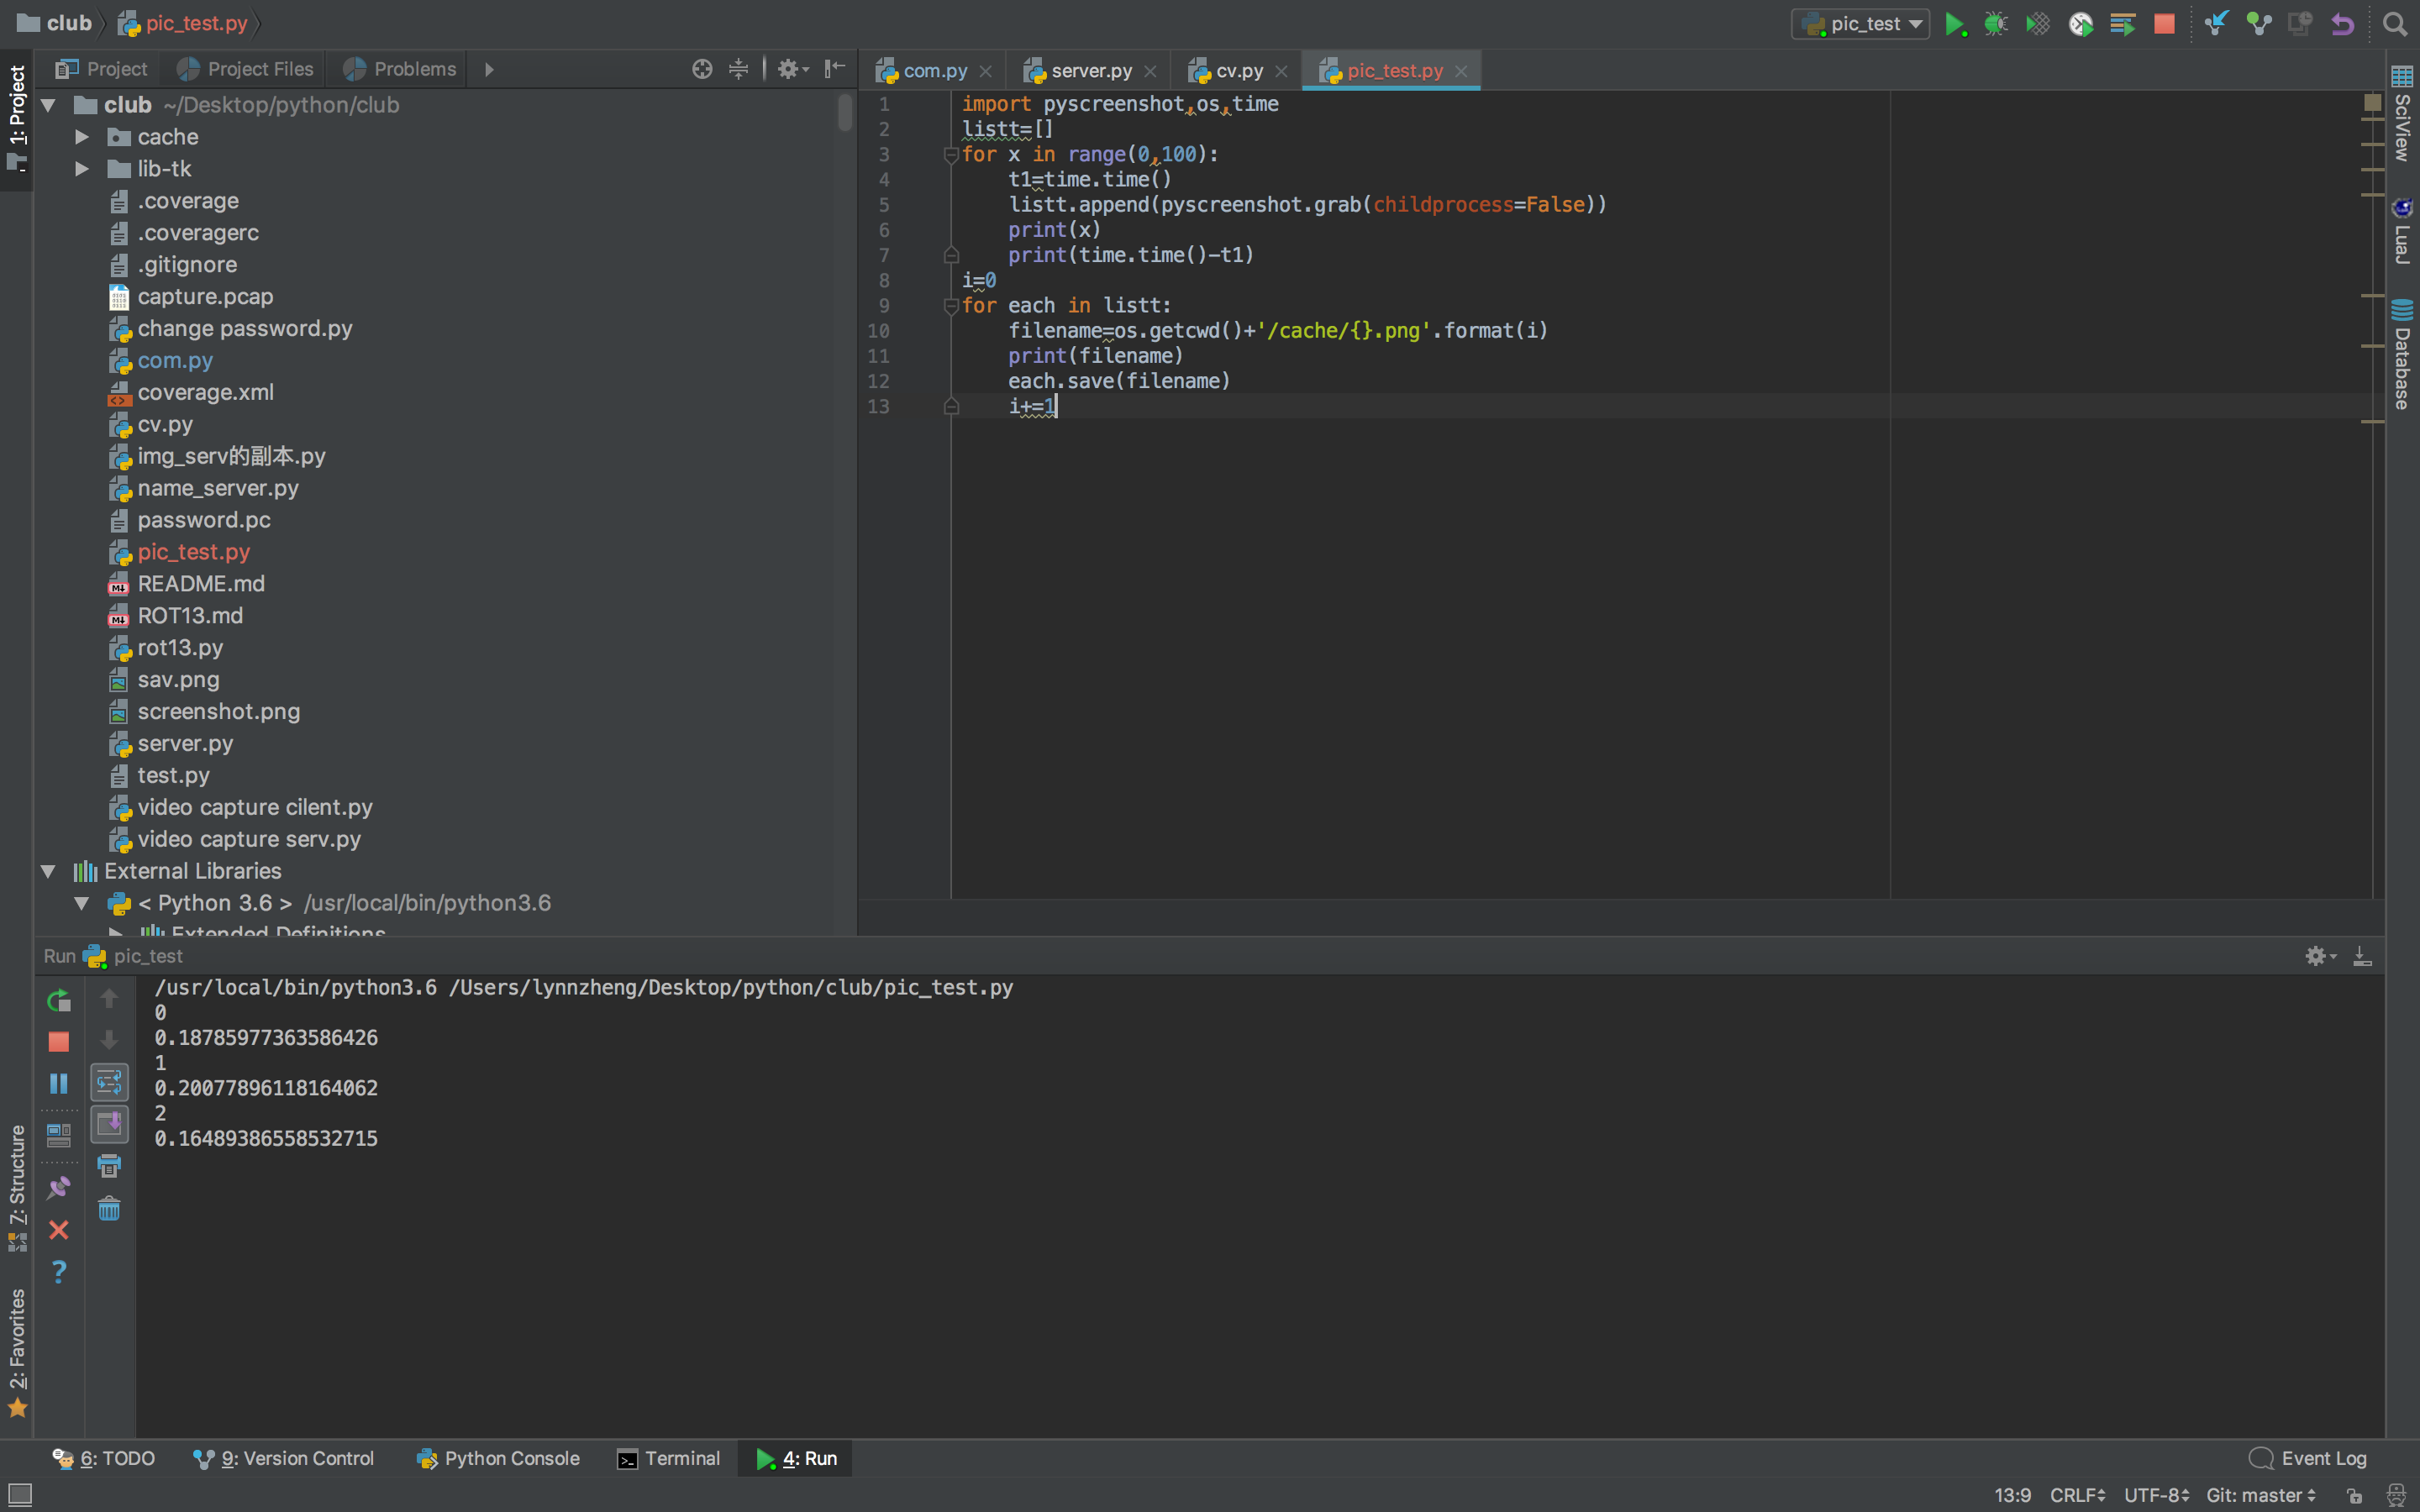 club pic_test.py pic_test
Project Project Files Problems
com.py server.py cv.py pic_test.py
1: Project
club ~/Desktop/python/club
cache
lib-tk
.coverage
.coveragerc
.gitignore
capture.pcap
change password.py
com.py
coverage.xml
cv.py
img_serv的副本.py
name_server.py
password.pc
pic_test.py
README.md
ROT13.md
rot13.py
sav.png
screenshot.png
server.py
test.py
video capture cilent.py
video capture serv.py
External Libraries
< Python 3.6 > /usr/local/bin/python3.6
Extended Definitions
1 import pyscreenshot,os,time
2 listt=[]
3 for x in range(0,100):
4 t1=time.time()
5 listt.append(pyscreenshot.grab(childprocess=False))
6 print(x)
7 print(time.time()-t1)
8 i=0
9 for each in listt:
10 filename=os.getcwd()+'/cache/{}.png'.format(i)
11 print(filename)
12 each.save(filename)
13 i+=1
SciView
LuaJ
Database
Run pic_test
/usr/local/bin/python3.6 /Users/lynnzheng/Desktop/python/club/pic_test.py
0
0.18785977363586426
1
0.20077896118164062
2
0.16489386558532715
7: Structure
2: Favorites
6: TODO 9: Version Control Python Console Terminal 4: Run Event Log
13:9 CRLF UTF-8 Git: master